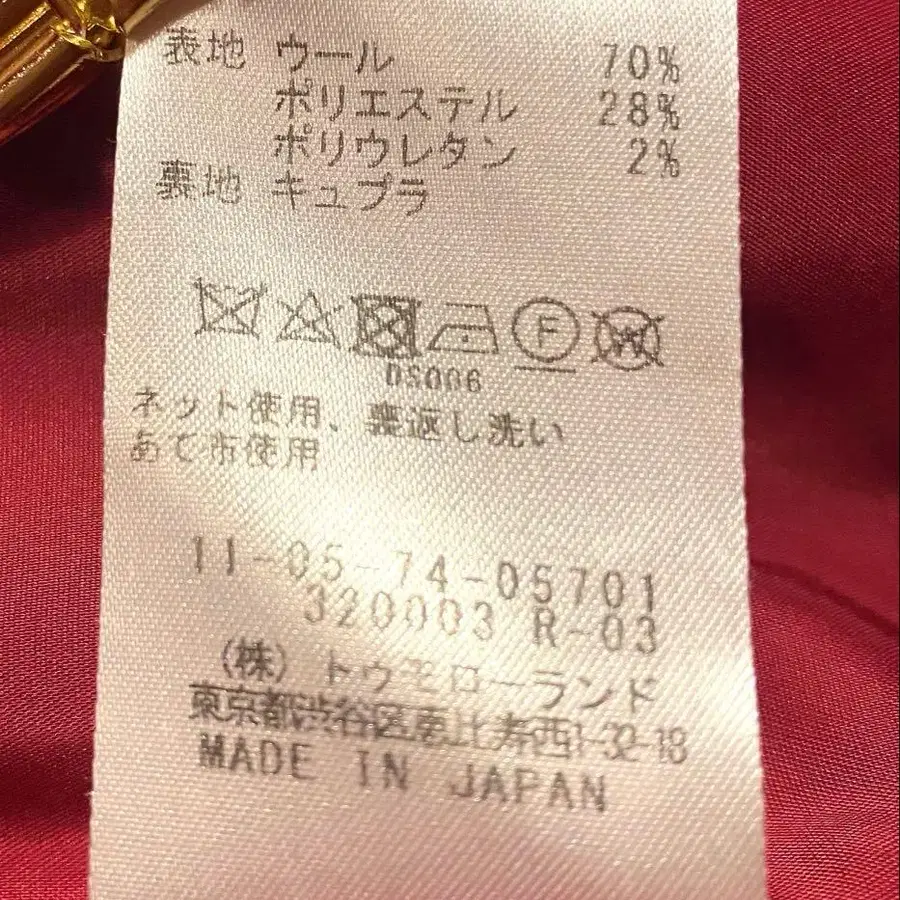 表地 ウール 70%
ポリエステル 28%
ポリウレタン 2%
裏地 キュプラ
F W
DS006
ネット使用、裏返し洗い
あて布使用
11-05-74-05701
320003 R-03
(株)トゥモローランド
東京都渋谷区恵比寿西1-32-18
MADE IN JAPAN